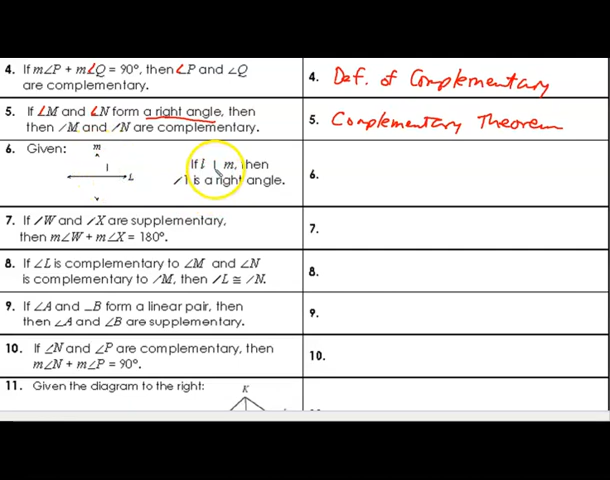 4. If m∠P + m∠Q = 90°, then ∠P and ∠Q
are complementary.
4. Def. of Complementary
5. If ∠M and ∠N form a right angle, then
then ∠M and ∠N are complementary.
5. Complementary Theorem
6. Given:
m
1
L
If l ⊥ m, then
∠1 is a right angle.
6.
7. If ∠W and ∠X are supplementary,
then m∠W + m∠X = 180°.
7.
8. If ∠L is complementary to ∠M and ∠N
is complementary to ∠M, then ∠L ≅ ∠N.
8.
9. If ∠A and ∠B form a linear pair, then
then ∠A and ∠B are supplementary.
9.
10. If ∠N and ∠P are complementary, then
m∠N + m∠P = 90°.
10.
11. Given the diagram to the right:
K